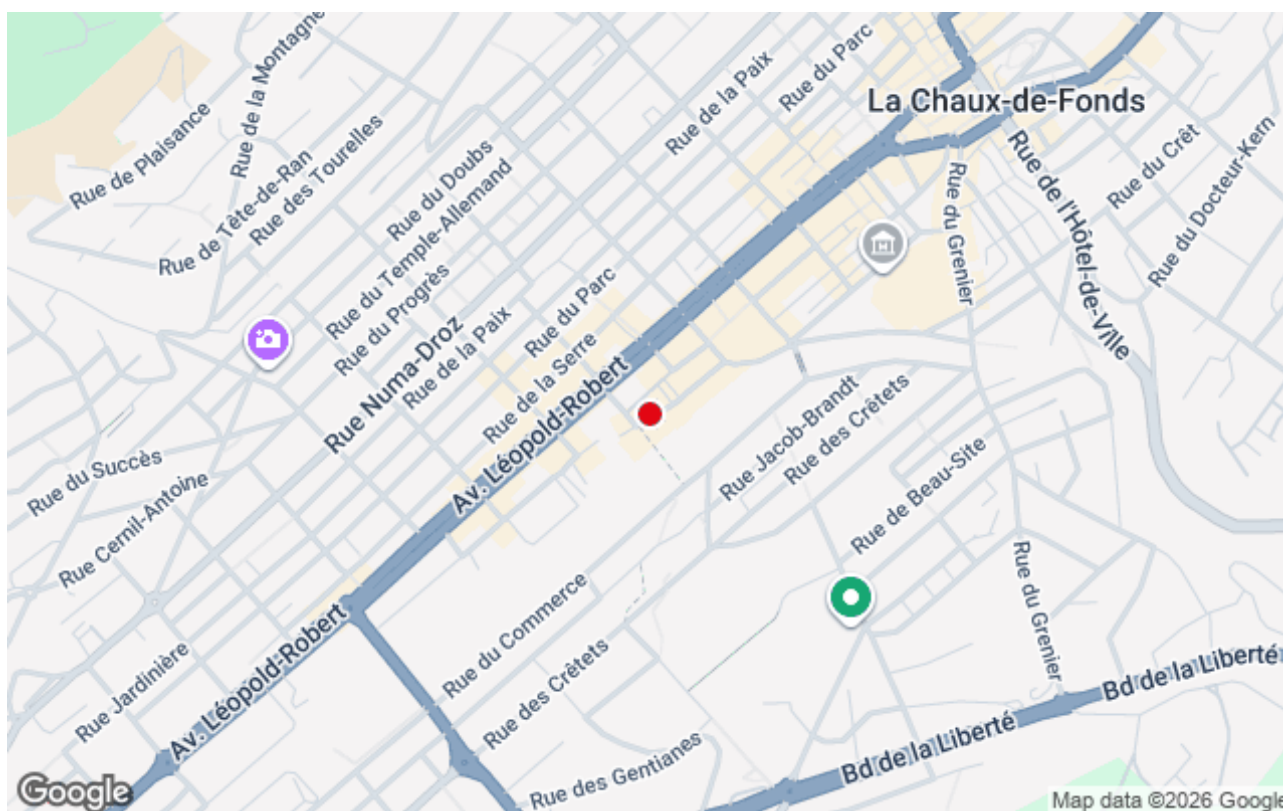 Rue de la Montagne
Rue de Plaisance
Rue de Tête-de-Ran
Rue des Tourelles
Rue du Doubs
Rue du Temple-Allemand
Rue du Progrès
Rue Numa-Droz
Rue de la Paix
Rue de la Paix
Rue du Parc
Rue du Parc
Rue de la Serre
La Chaux-de-Fonds
Rue de l'Hôtel-de-Ville
Rue du Crêt
Rue du Docteur-Kern
Rue du Grenier
Av. Léopold-Robert
Rue du Succès
Rue Cernil-Antoine
Rue Jacob-Brandt
Rue des Crêtets
Rue de Beau-Site
Rue du Grenier
Rue Jardinière
Av. Léopold-Robert
Rue du Commerce
Rue des Crêtets
Rue des Gentianes
Bd de la Liberté
Bd de la Liberté
Google
Map data ©2026 Google